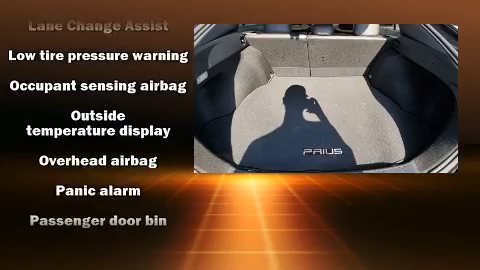 Lane Change Assist
Low tire pressure warning
Occupant sensing airbag
Outside
temperature display
Overhead airbag
Panic alarm
Passenger door bin
PRIUS